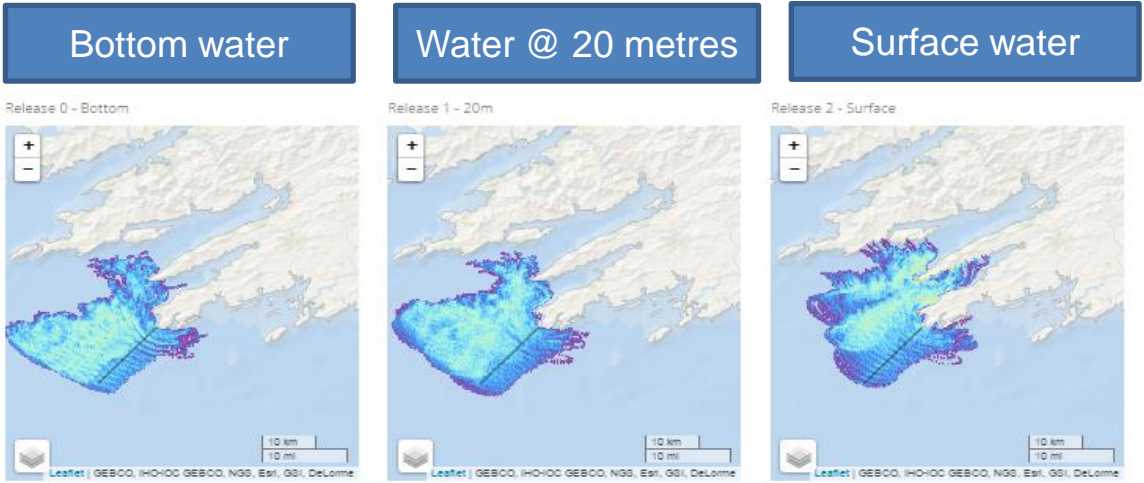 Bottom water
Water @ 20 metres
Surface water
Release 0 - Bottom
Release 1 - 20m
Release 2 - Surface
+
−
+
−
+
−
10 km
10 mi
10 km
10 mi
10 km
10 mi
Leaflet | GEBCO, IHO-IOC GEBCO, NGS, Esri, GSI, DeLorme
Leaflet | GEBCO, IHO-IOC GEBCO, NGS, Esri, GSI, DeLorme
Leaflet | GEBCO, IHO-IOC GEBCO, NGS, Esri, GSI, DeLorme